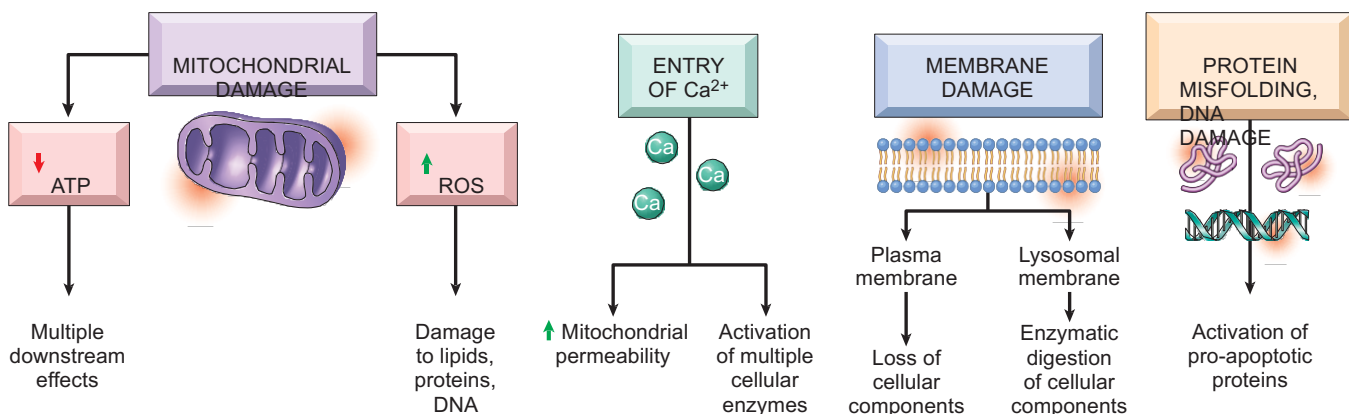 MITOCHONDRIAL
DAMAGE
ATP
ROS
Multiple
downstream
effects
Damage
to lipids,
proteins,
DNA
ENTRY
OF Ca²⁺
Ca
Ca
Ca
Mitochondrial
permeability
Activation
of multiple
cellular
enzymes
MEMBRANE
DAMAGE
Plasma
membrane
Loss of
cellular
components
Lysosomal
membrane
Enzymatic
digestion
of cellular
components
PROTEIN
MISFOLDING,
DNA
DAMAGE
Activation of
pro-apoptotic
proteins